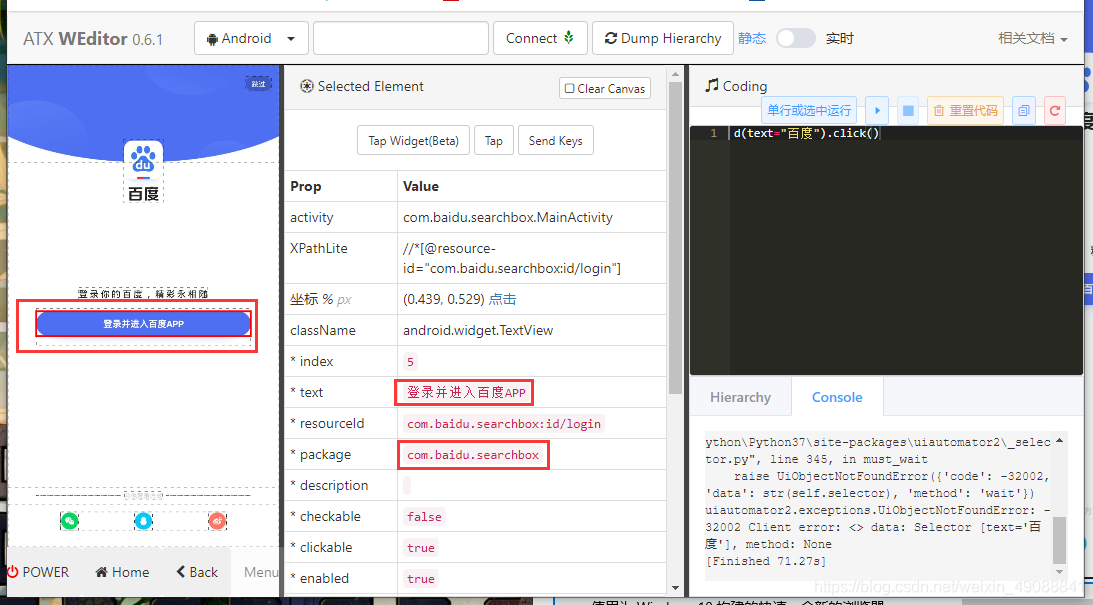 ATX WEditor 0.6.1
Android
Connect
Dump Hierarchy
静态
实时
相关文档
跳过
百度
登录你的百度，精彩永相随
登录并进入百度APP
POWER
Home
Back
Menu
Selected Element
Clear Canvas
Tap Widget(Beta)
Tap
Send Keys
Prop Value
activity com.baidu.searchbox.MainActivity
XPathLite //*[@resource-
id="com.baidu.searchbox:id/login"]
坐标 % px (0.439, 0.529) 点击
className android.widget.TextView
* index 5
* text 登录并进入百度APP
* resourceId com.baidu.searchbox:id/login
* package com.baidu.searchbox
* description
* checkable false
* clickable true
* enabled true
Coding
单行或选中运行
重置代码
1 d(text="百度").click()
Hierarchy
Console
ython\Python37\site-packages\uiautomator2\_selec
tor.py", line 345, in must_wait
raise UiObjectNotFoundError({'code': -32002,
'data': str(self.selector), 'method': 'wait'})
uiautomator2.exceptions.UiObjectNotFoundError: -
32002 Client error: <> data: Selector [text='百
度'], method: None
[Finished 71.27s]